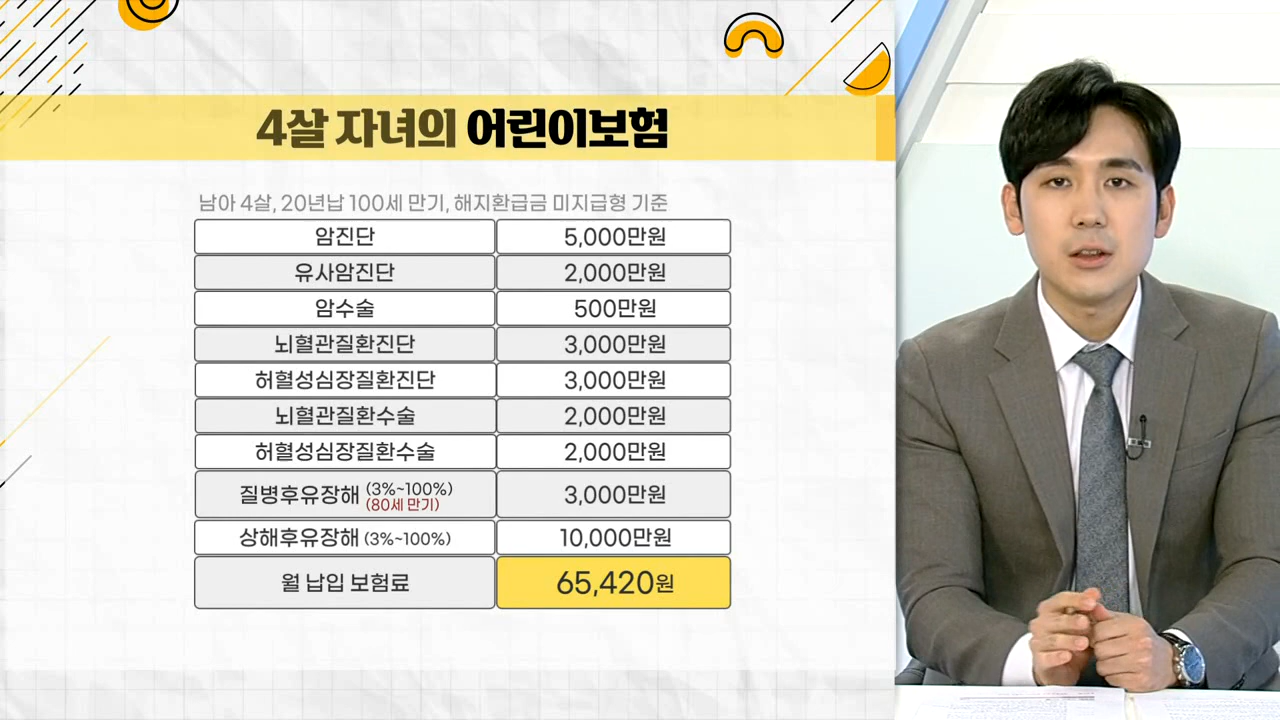 4살 자녀의 어린이보험
남아 4살, 20년납 100세 만기, 해지환급금 미지급형 기준
암진단 5,000만원
유사암진단 2,000만원
암수술 500만원
뇌혈관질환진단 3,000만원
허혈성심장질환진단 3,000만원
뇌혈관질환수술 2,000만원
허혈성심장질환수술 2,000만원
질병후유장해 (3%~100%) 3,000만원
(80세 만기)
상해후유장해 (3%~100%) 10,000만원
월 납입 보험료 65,420원